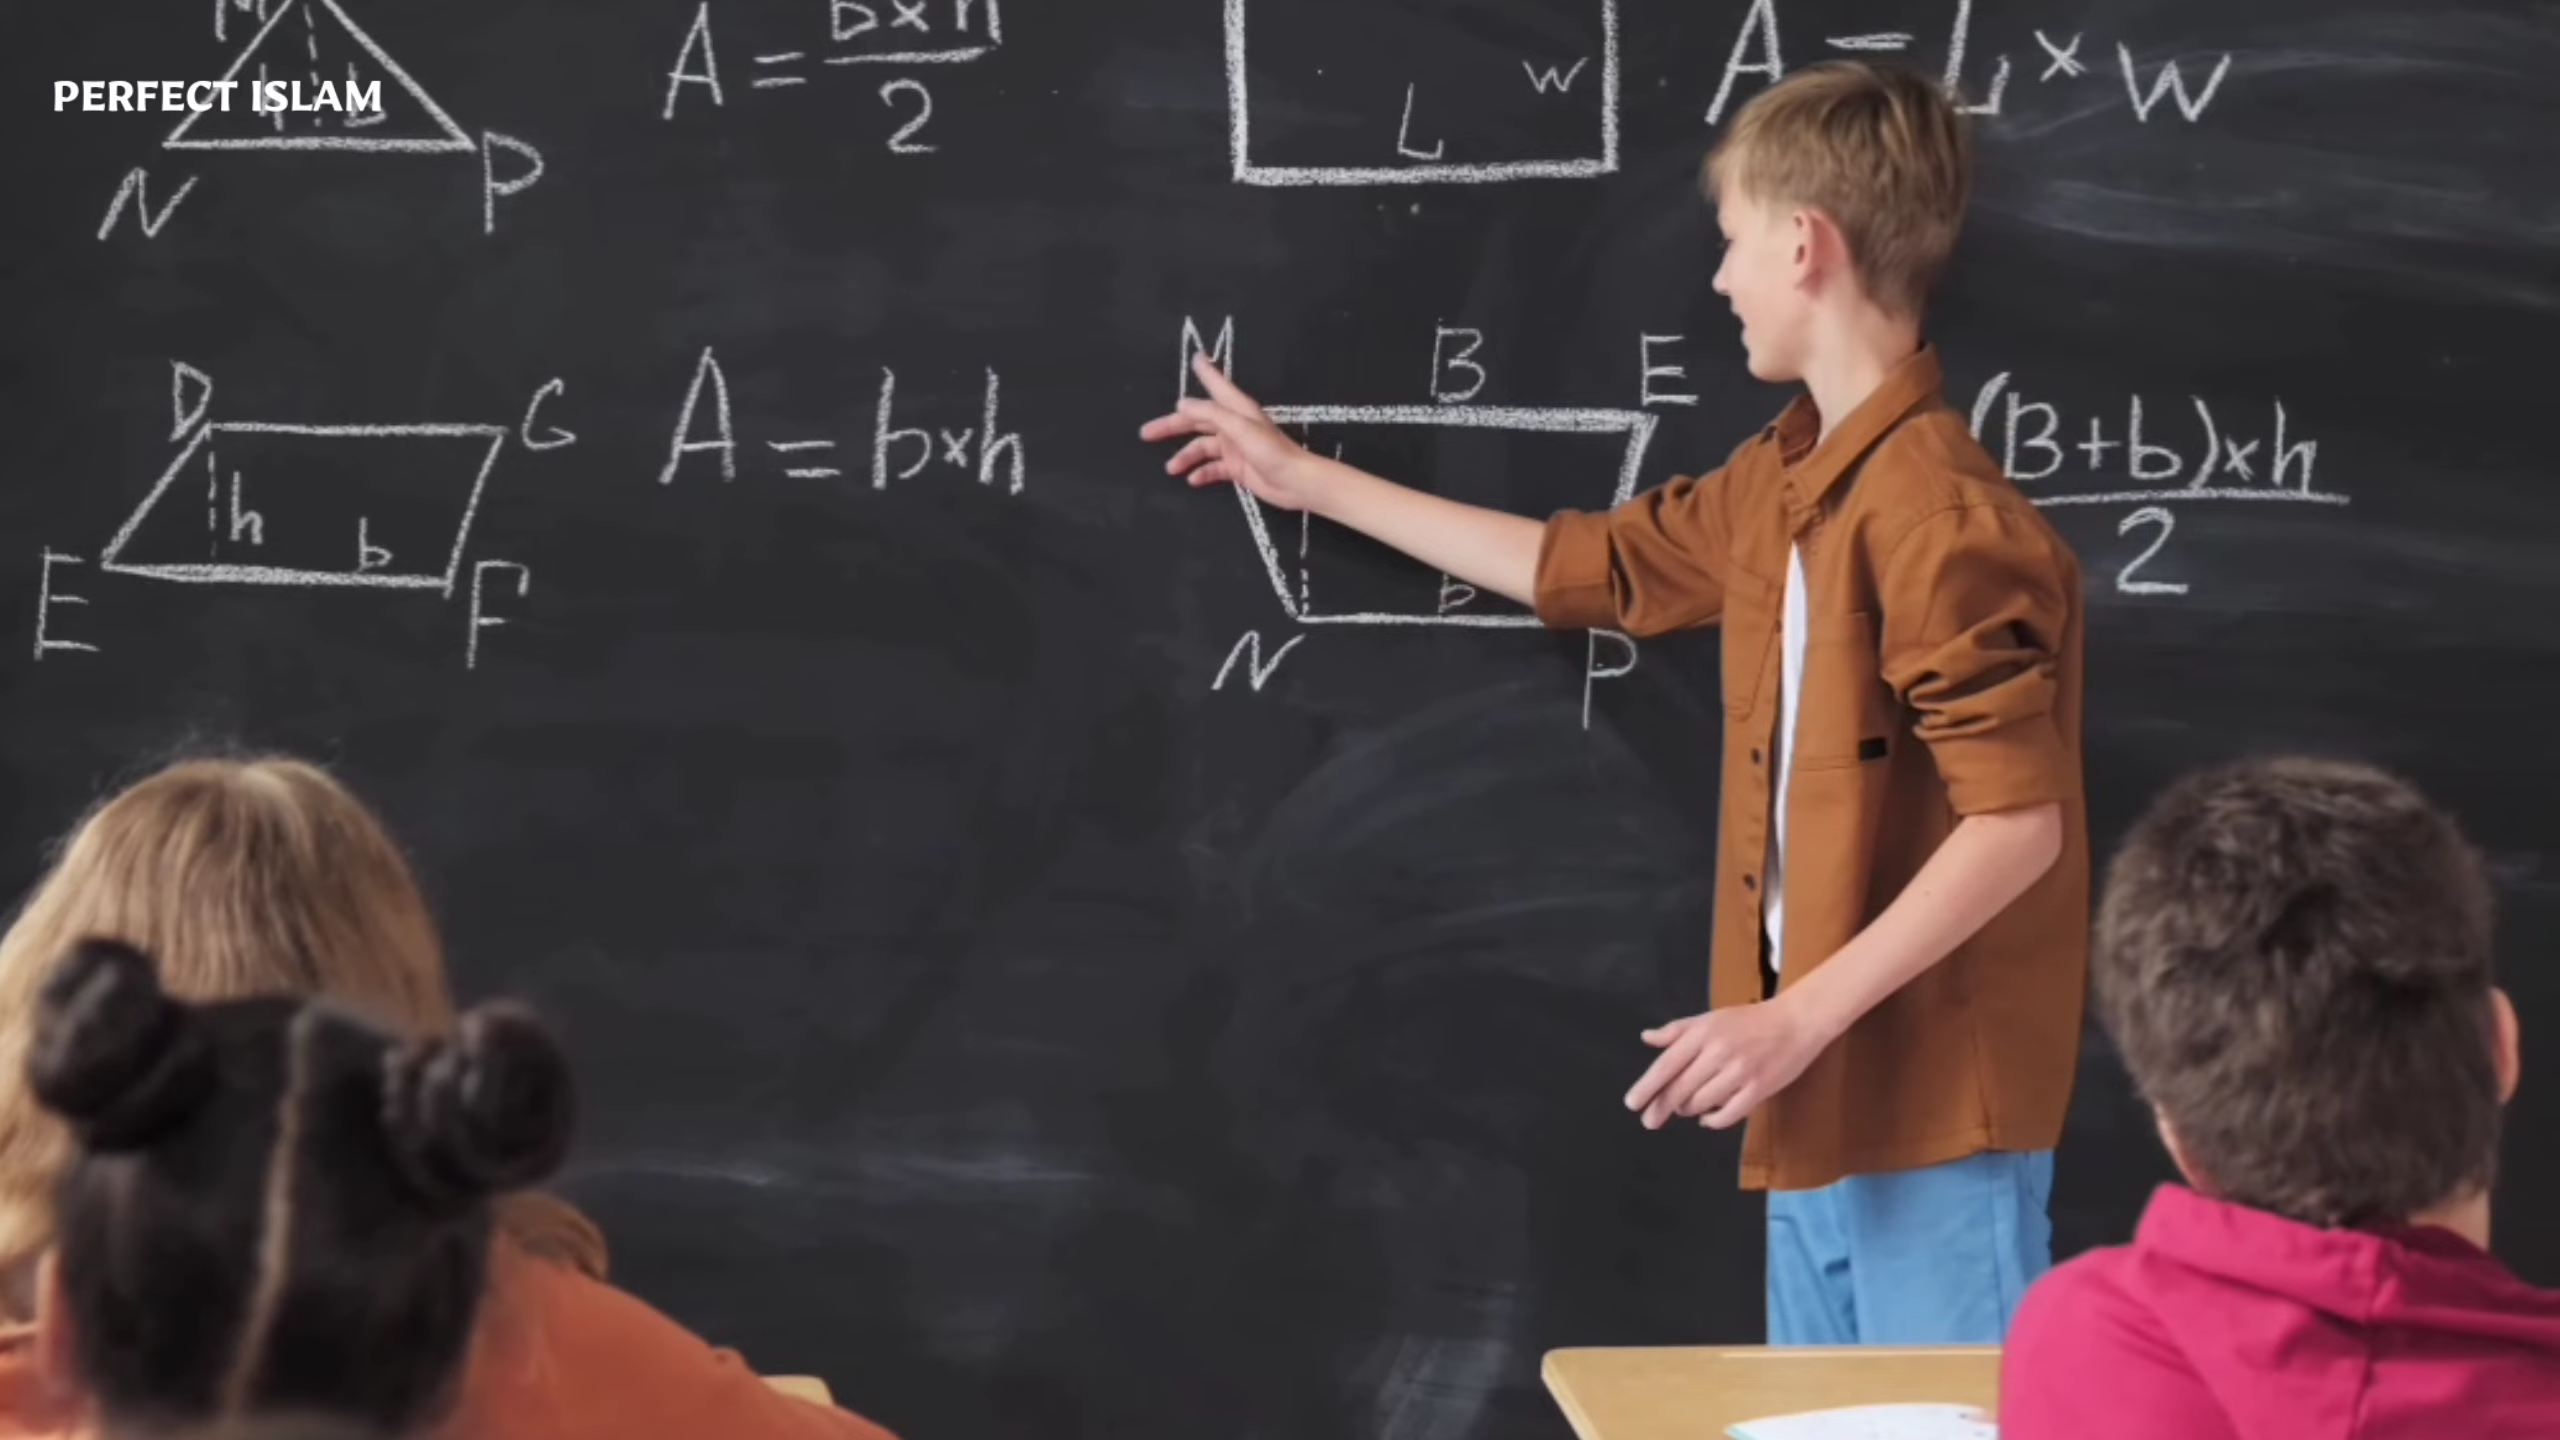 PERFECT ISLAM
M
h b
N P
A = b×h
2
L w
A = L × w
D G
h b
E F
A = b×h
M B E
b
N P
(B+b)×h
2